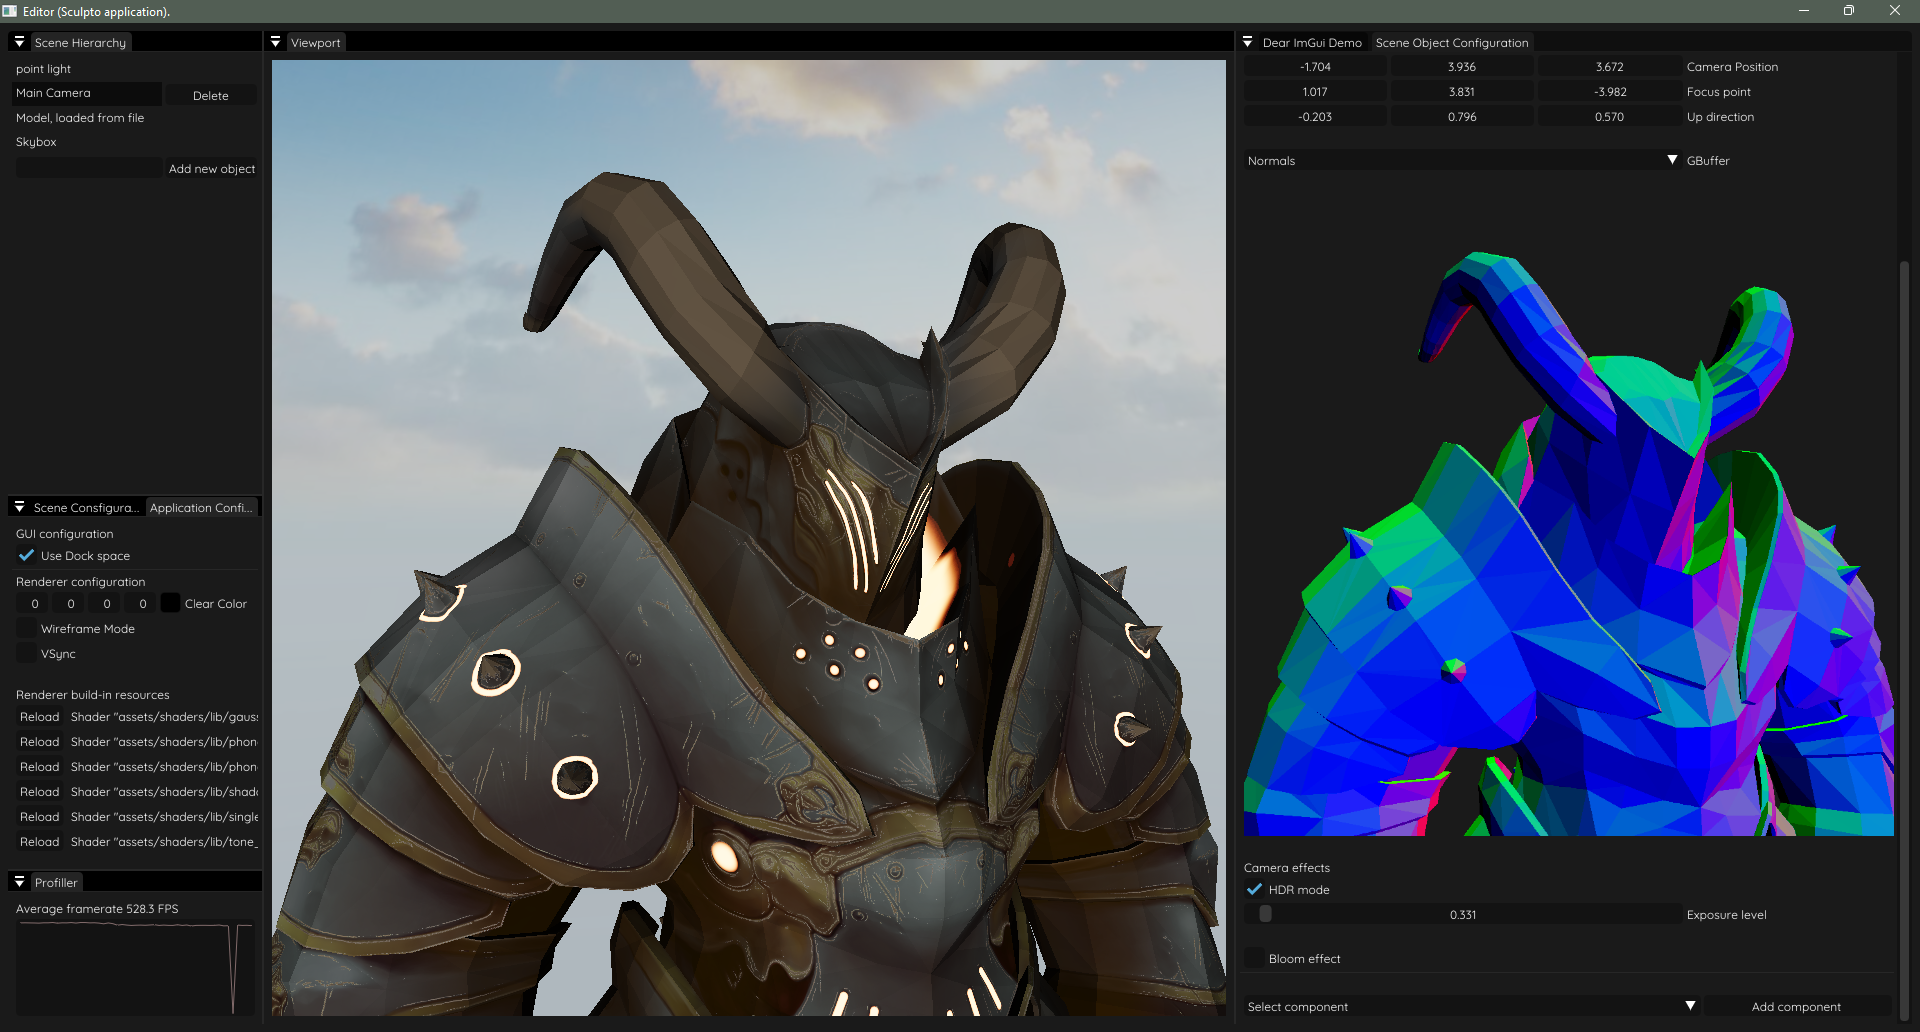 Editor (Sculpto application).
Scene Hierarchy
point light
Main Camera
Delete
Model, loaded from file
Skybox
Add new object
Scene Consfigura...
Application Confi...
GUI configuration
Use Dock space
Renderer configuration
0 0 0 0 Clear Color
Wireframe Mode
VSync
Renderer build-in resources
Reload Shader "assets/shaders/lib/gaus
Reload Shader "assets/shaders/lib/phon
Reload Shader "assets/shaders/lib/phon
Reload Shader "assets/shaders/lib/shad
Reload Shader "assets/shaders/lib/single
Reload Shader "assets/shaders/lib/tone_
Profiller
Average framerate 528.3 FPS
Viewport
Dear ImGui Demo
Scene Object Configuration
-1.704 3.936 3.672 Camera Position
1.017 3.831 -3.982 Focus point
-0.203 0.796 0.570 Up direction
Normals GBuffer
Camera effects
HDR mode
0.331 Exposure level
Bloom effect
Select component Add component